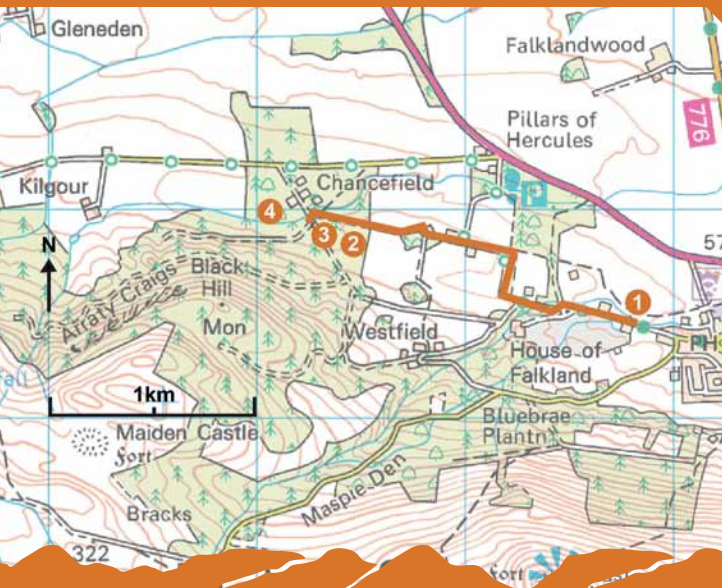 Gleneden
Falklandwood
776
Pillars of
Hercules
P
Kilgour
Chancefield
4
3
2
1
N
Black
Hill
Arraty Craigs
Mon
Westfield
House of
Falkland
PH
57
1km
Maiden Castle
Fort
Bluebrae
Plantn
Maspie Den
Bracks
322
Fort